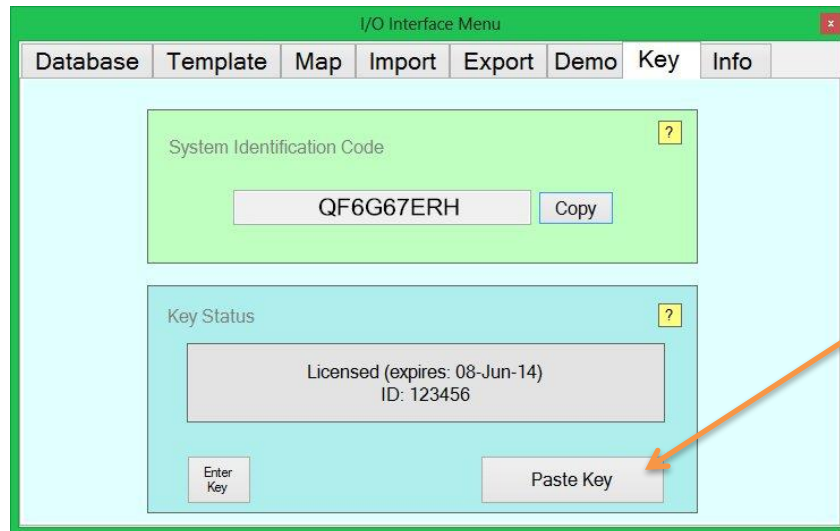 I/O Interface Menu
x
Database Template Map Import Export Demo Key Info
System Identification Code
?
QF6G67ERH Copy
Key Status
?
Licensed (expires: 08-Jun-14)
ID: 123456
Enter
Key
Paste Key